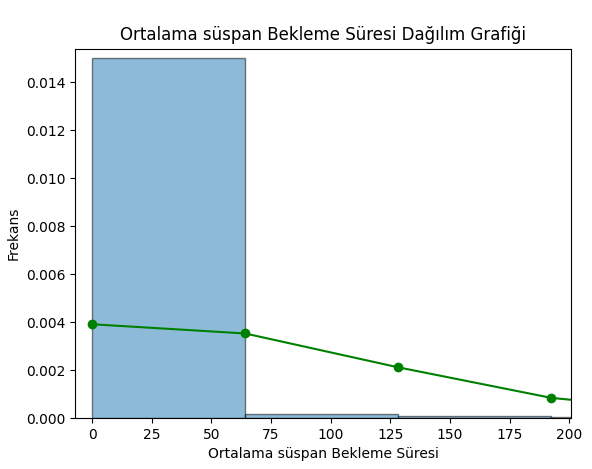 Ortalama süspan Bekleme Süresi Dağılım Grafiği
Frekans
0.014
0.012
0.010
0.008
0.006
0.004
0.002
0.000
0 25 50 75 100 125 150 175 200
Ortalama süspan Bekleme Süresi